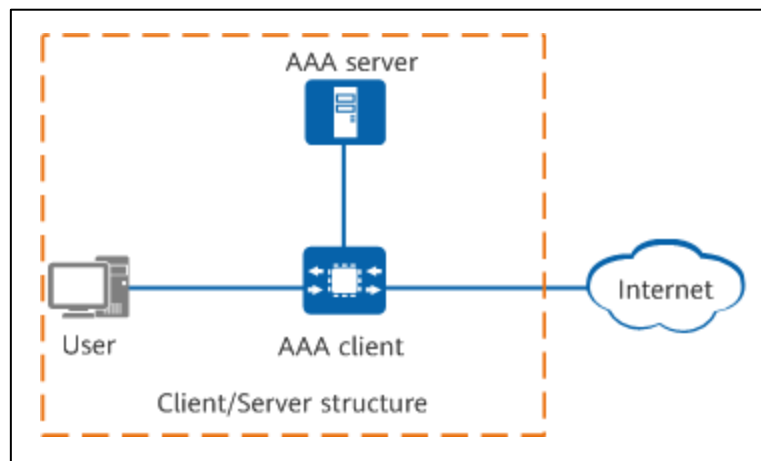 AAA server
User
AAA client
Internet
Client/Server structure